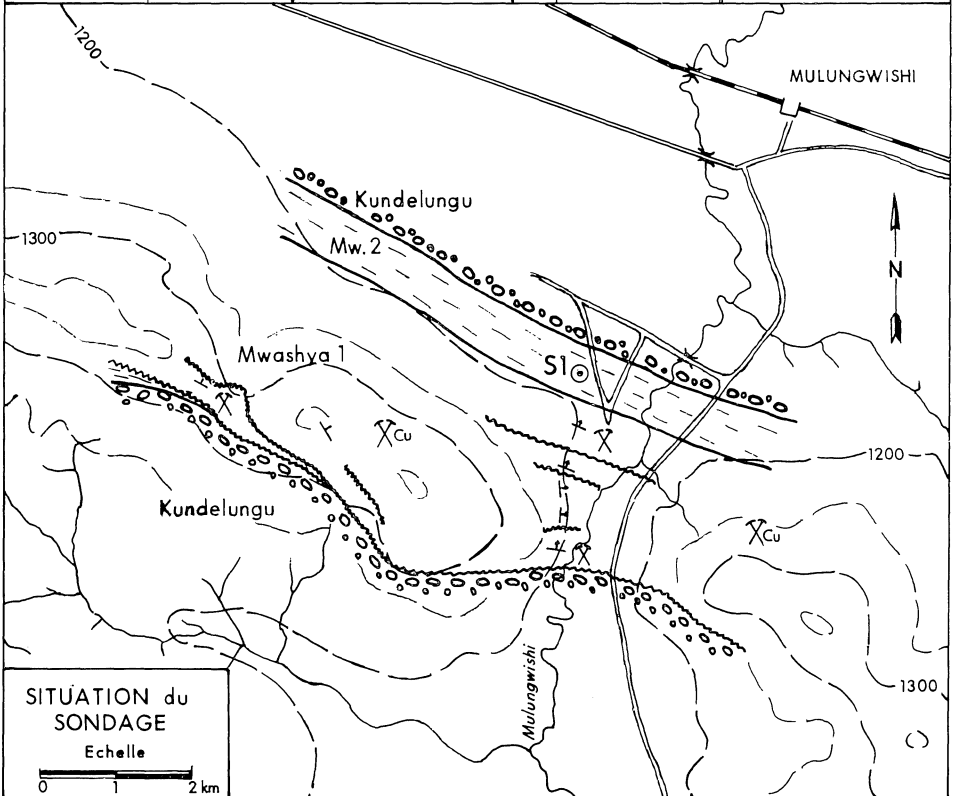 1200
MULUNGWISHI
Kundelungu
1300
Mw. 2
N
Mwashya 1
S1
Cu
1200
Kundelungu
Cu
Mulungwishi
1300
SITUATION du
SONDAGE
Echelle
0 1 2 km